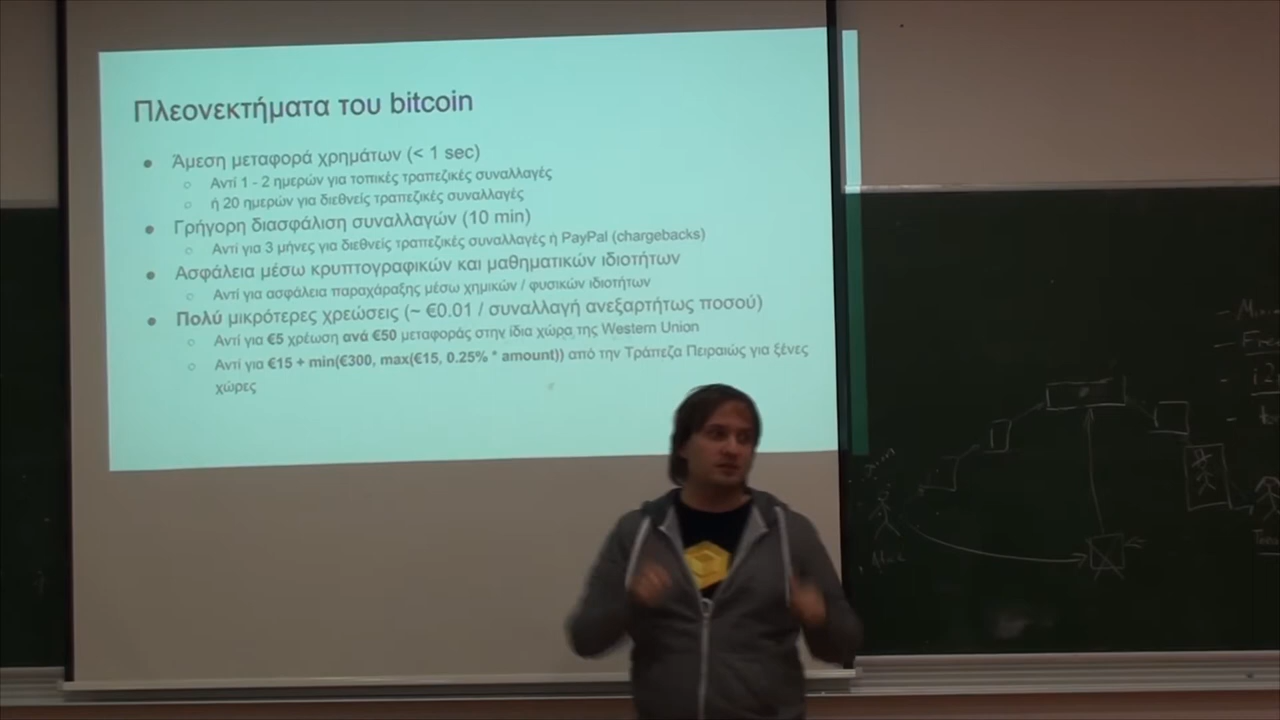 Πλεονεκτήματα του bitcoin
● Άμεση μεταφορά χρημάτων (< 1 sec)
○ Αντί 1 - 2 ημερών για τοπικές τραπεζικές συναλλαγές
○ ή 20 ημερών για διεθνείς τραπεζικές συναλλαγές
● Γρήγορη διασφάλιση συναλλαγών (10 min)
○ Αντί για 3 μήνες για διεθνείς τραπεζικές συναλλαγές ή PayPal (chargebacks)
● Ασφάλεια μέσω κρυπτογραφικών και μαθηματικών ιδιοτήτων
○ Αντί για ασφάλεια παραχάραξης μέσω χημικών / φυσικών ιδιοτήτων
● Πολύ μικρότερες χρεώσεις (~ €0.01 / συναλλαγή ανεξαρτήτως ποσού)
○ Αντί για €5 χρέωση ανά €50 μεταφοράς στην ίδια χώρα της Western Union
○ Αντί για €15 + min(€300, max(€15, 0.25% * amount)) από την Τράπεζα Πειραιώς για ξένες
χώρες